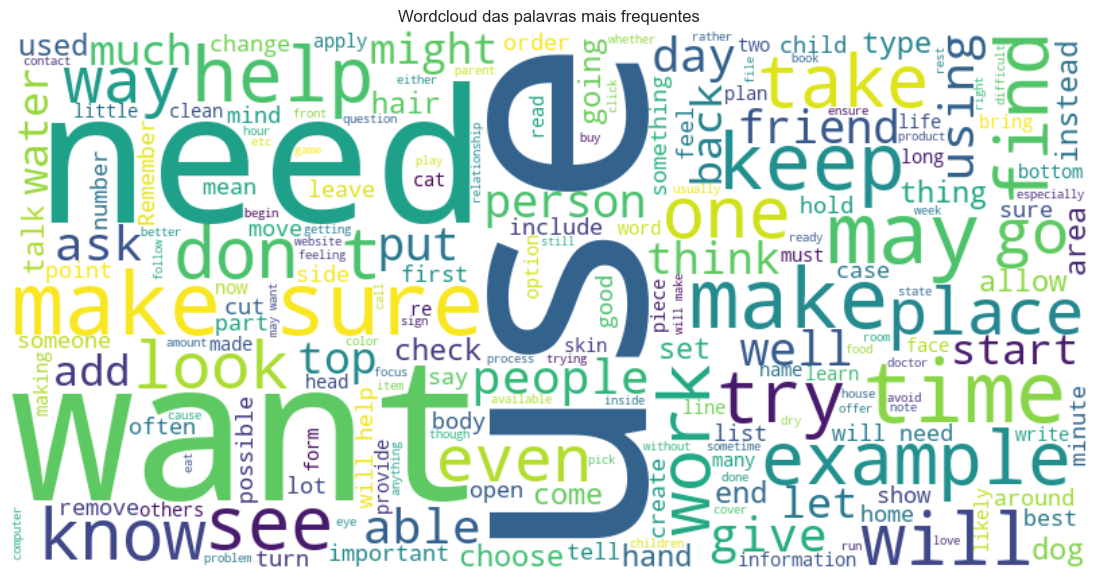 Wordcloud das palavras mais frequentes
used much change apply might order going day two child type using find
contact way help either parent whether rather plan file book take rest right difficult instead
little clean mind hair read buy click back friend life ensure product bring
water hour etc front game question something feel keep long bottom
need use
talk number Remember mean leave play cat relationship person usually one hold thing sure especially
begin move getting include word week may go area
ask better follow website feeling don t put first still option think ready must case allow
point now side call re good piece will make state
make sure cut may want sign make place
someone part made amount color check skin set well room food face start
making add look top head focus item process trying people name learn doctor
want say available inside work try house avoid note time
often cause possible though body line offer dry minute
eat lot form will help provide anything even pick without list will need write
remove others open come create many sometime done example
computer know see able eye children end cover let show likely around
problem turn important choose tell hand give home run love will best
information dog